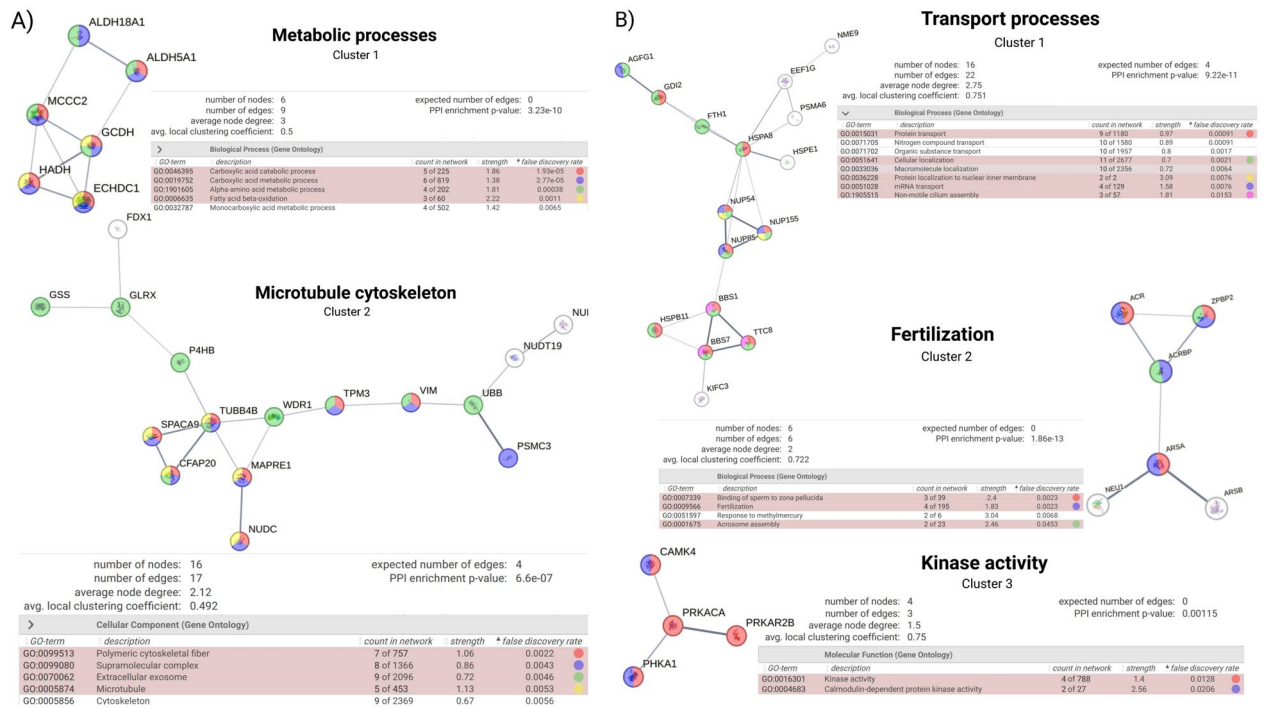 A)
Metabolic processes
Cluster 1
ALDH18A1
ALDH5A1
MCCC2
GCDH
HADH
ECHDC1
number of nodes: 6
number of edges: 9
average node degree: 3
avg. local clustering coefficient: 0.5
expected number of edges: 0
PPI enrichment p-value: 3.23e-10
Biological Process (Gene Ontology)
GO-term description count in network strength false discovery rate
GO:0046395 Carboxylic acid catabolic process 5 of 225 1.86 1.93e-05
GO:0019752 Carboxylic acid metabolic process 6 of 819 1.38 2.77e-05
GO:1901605 Alpha-amino acid metabolic process 4 of 202 1.81 0.00038
GO:0006635 Fatty acid beta-oxidation 3 of 60 2.22 0.0011
GO:0032787 Monocarboxylic acid metabolic process 4 of 502 1.42 0.0065
Microtubule cytoskeleton
Cluster 2
FDX1
GSS
GLRX
P4HB
SPACA9
TUBB4B
CFAP20
WDR1
MAPRE1
NUDC
TPM3
VIM
UBB
NUDT19
NUI
PSMC3
number of nodes: 16
number of edges: 17
average node degree: 2.12
avg. local clustering coefficient: 0.492
expected number of edges: 4
PPI enrichment p-value: 6.6e-07
Cellular Component (Gene Ontology)
GO-term description count in network strength false discovery rate
GO:0099513 Polymeric cytoskeletal fiber 7 of 757 1.06 0.0022
GO:0099080 Supramolecular complex 8 of 1366 0.86 0.0043
GO:0070062 Extracellular exosome 9 of 2096 0.72 0.0046
GO:0005874 Microtubule 5 of 453 1.13 0.0053
GO:0005856 Cytoskeleton 9 of 2369 0.67 0.0056
B)
Transport processes
Cluster 1
NME9
AGFG1
GDI2
EEF1G
FTH1
PSMA6
HSPA8
HSPE1
NUP54
NUP155
NUP85
BBS1
HSPB11
TTC8
BBS7
KIFC3
number of nodes: 16
number of edges: 22
average node degree: 2.75
avg. local clustering coefficient: 0.751
expected number of edges: 4
PPI enrichment p-value: 9.22e-11
Biological Process (Gene Ontology)
GO-term description count in network strength false discovery rate
GO:0015031 Protein transport 9 of 1180 0.97 0.00091
GO:0071705 Nitrogen compound transport 10 of 1580 0.89 0.00091
GO:0071702 Organic substance transport 10 of 1957 0.8 0.0017
GO:0051641 Cellular localization 11 of 2677 0.7 0.0021
GO:0033036 Macromolecule localization 10 of 2356 0.72 0.0064
GO:0036228 Protein localization to nuclear inner membrane 2 of 2 3.09 0.0076
GO:0051028 mRNA transport 4 of 129 1.58 0.0076
GO:1905515 Non-motile cilium assembly 3 of 57 1.81 0.0153
Fertilization
Cluster 2
ACR
ZPBP2
ACRBP
ARSA
NEU1
ARSB
number of nodes: 6
number of edges: 6
average node degree: 2
avg. local clustering coefficient: 0.722
expected number of edges: 0
PPI enrichment p-value: 1.86e-13
Biological Process (Gene Ontology)
GO-term description count in network strength false discovery rate
GO:0007339 Binding of sperm to zona pellucida 3 of 39 2.4 0.0023
GO:0009566 Fertilization 4 of 195 1.83 0.0023
GO:0051597 Response to methylmercury 2 of 6 3.04 0.0068
GO:0001675 Acrosome assembly 2 of 23 2.46 0.0453
Kinase activity
Cluster 3
CAMK4
PRKACA
PRKAR2B
PHKA1
number of nodes: 4
number of edges: 3
average node degree: 1.5
avg. local clustering coefficient: 0.75
expected number of edges: 0
PPI enrichment p-value: 0.00115
Molecular Function (Gene Ontology)
GO-term description count in network strength false discovery rate
GO:0016301 Kinase activity 4 of 788 1.4 0.0128
GO:0004683 Calmodulin-dependent protein kinase activity 2 of 27 2.56 0.0206